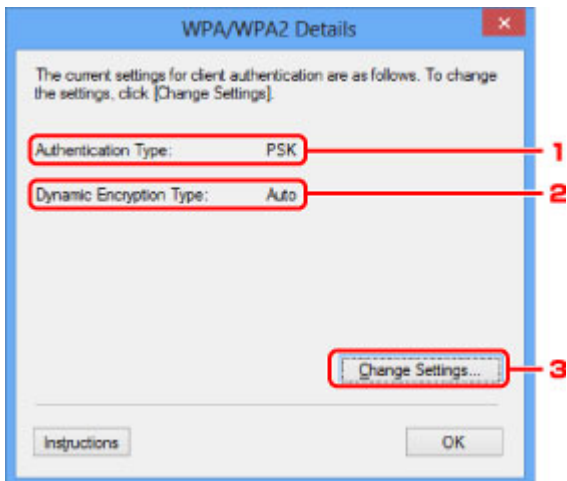 WPA/WPA2 Details
The current settings for client authentication are as follows. To change
the settings, click [Change Settings].
Authentication Type: PSK 1
Dynamic Encryption Type: Auto 2
Change Settings... 3
Instructions OK